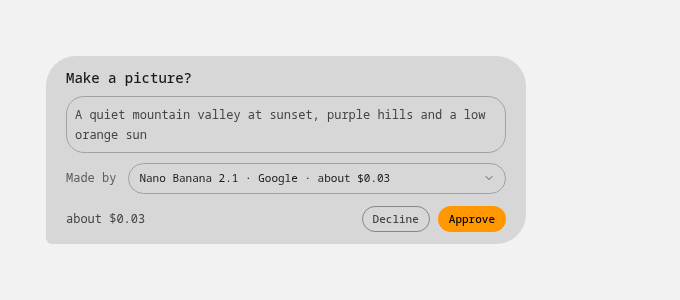 Make a picture?
A quiet mountain valley at sunset, purple hills and a low
orange sun
Made by
Nano Banana 2.1 · Google · about $0.03
about $0.03
Decline
Approve